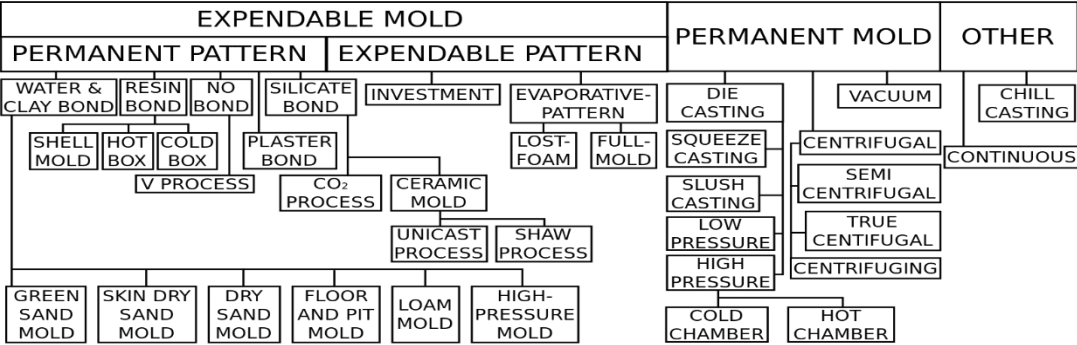 EXPENDABLE MOLD
PERMANENT MOLD
OTHER
PERMANENT PATTERN
EXPENDABLE PATTERN
WATER &
CLAY BOND
RESIN
BOND
NO
BOND
SILICATE
BOND
INVESTMENT
EVAPORATIVE-
PATTERN
DIE
CASTING
VACUUM
CHILL
CASTING
SHELL
MOLD
HOT
BOX
COLD
BOX
PLASTER
BOND
LOST-
FOAM
FULL-
MOLD
SQUEEZE
CASTING
CENTRIFUGAL
CONTINUOUS
V PROCESS
CO₂
PROCESS
CERAMIC
MOLD
SLUSH
CASTING
SEMI
CENTRIFUGAL
UNICAST
PROCESS
SHAW
PROCESS
LOW
PRESSURE
TRUE
CENTIFUGAL
HIGH
PRESSURE
CENTRIFUGING
GREEN
SAND
MOLD
SKIN DRY
SAND
MOLD
DRY
SAND
MOLD
FLOOR
AND PIT
MOLD
LOAM
MOLD
HIGH-
PRESSURE
MOLD
COLD
CHAMBER
HOT
CHAMBER